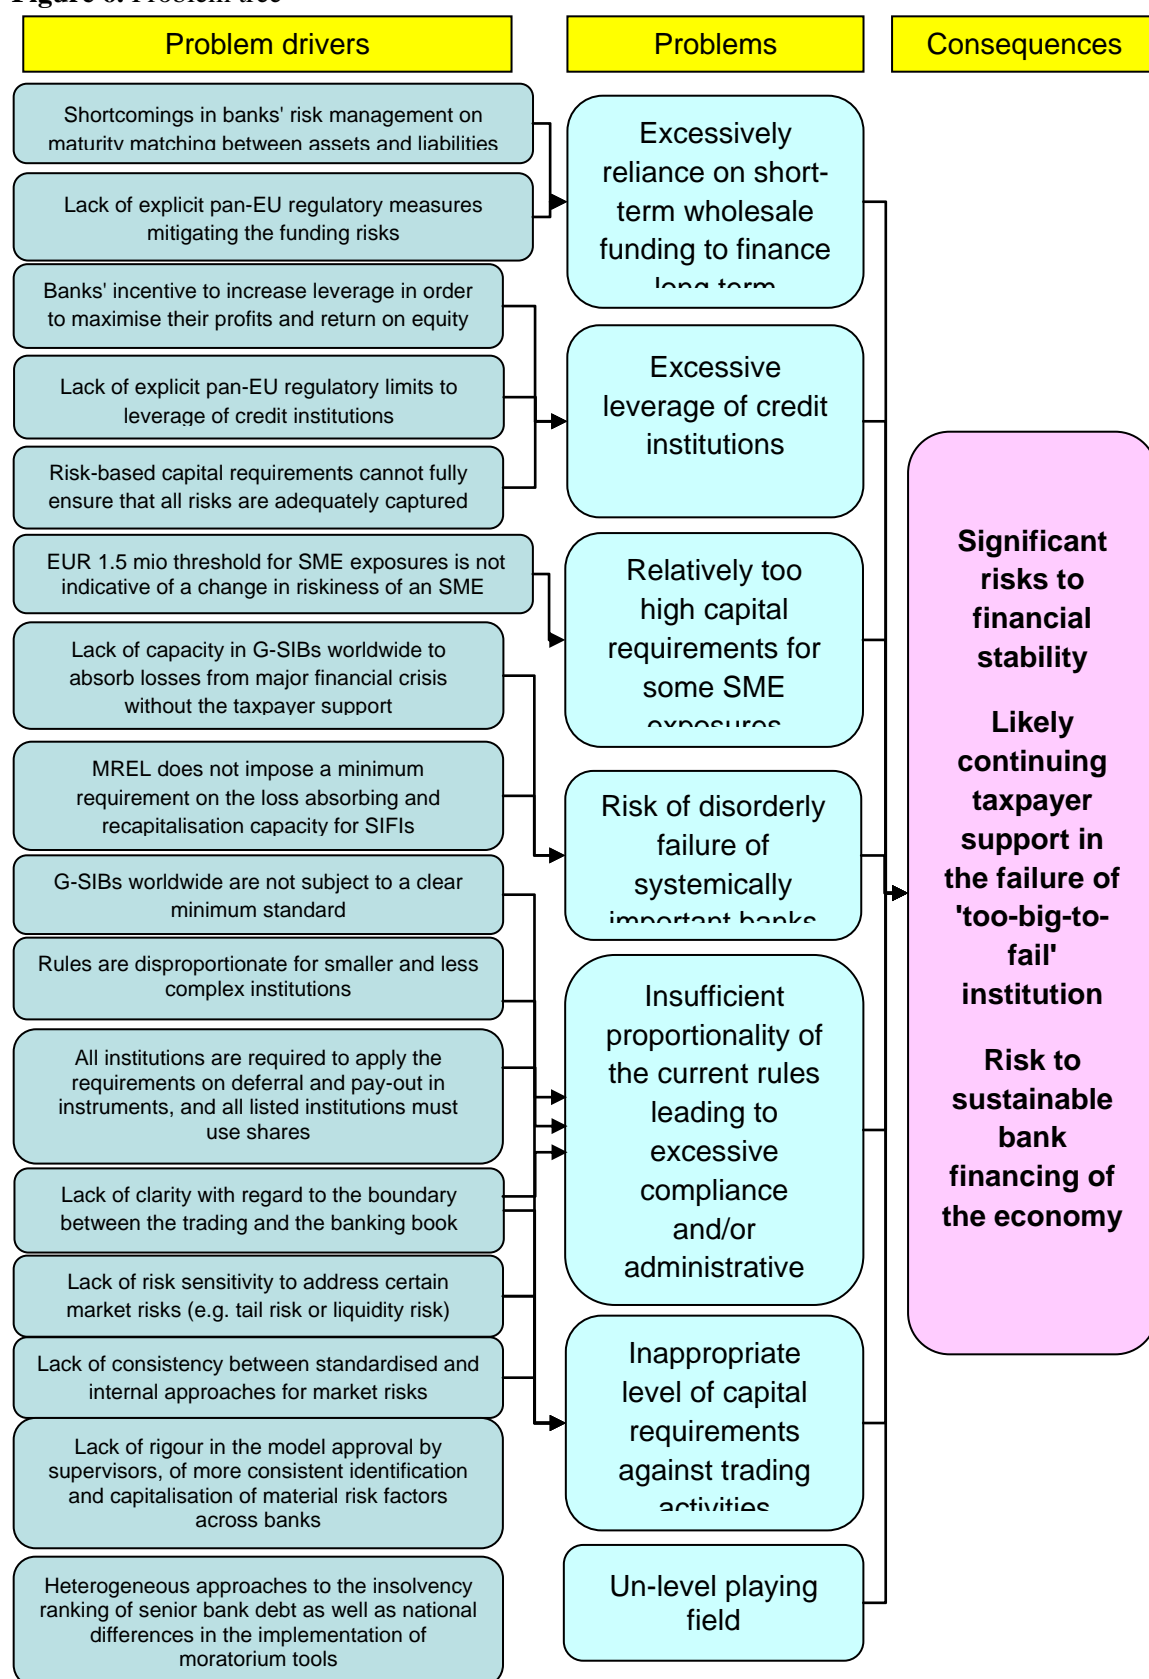 Figure 6. Problem tree
Problem drivers
Problems
Consequences
Shortcomings in banks' risk management on
maturity matching between assets and liabilities
Lack of explicit pan-EU regulatory measures
mitigating the funding risks
Banks' incentive to increase leverage in order
to maximise their profits and return on equity
Lack of explicit pan-EU regulatory limits to
leverage of credit institutions
Risk-based capital requirements cannot fully
ensure that all risks are adequately captured
EUR 1.5 mio threshold for SME exposures is not
indicative of a change in riskiness of an SME
Lack of capacity in G-SIBs worldwide to
absorb losses from major financial crisis
without the taxpayer support
MREL does not impose a minimum
requirement on the loss absorbing and
recapitalisation capacity for SIFIs
G-SIBs worldwide are not subject to a clear
minimum standard
Rules are disproportionate for smaller and less
complex institutions
All institutions are required to apply the
requirements on deferral and pay-out in
instruments, and all listed institutions must
use shares
Lack of clarity with regard to the boundary
between the trading and the banking book
Lack of risk sensitivity to address certain
market risks (e.g. tail risk or liquidity risk)
Lack of consistency between standardised and
internal approaches for market risks
Lack of rigour in the model approval by
supervisors, of more consistent identification
and capitalisation of material risk factors
across banks
Heterogeneous approaches to the insolvency
ranking of senior bank debt as well as national
differences in the implementation of
moratorium tools
Excessively
reliance on short-
term wholesale
funding to finance
long term
Excessive
leverage of credit
institutions
Relatively too
high capital
requirements for
some SME
exposures
Risk of disorderly
failure of
systemically
important banks
Insufficient
proportionality of
the current rules
leading to
excessive
compliance
and/or
administrative
Inappropriate
level of capital
requirements
against trading
activities
Un-level playing
field
Significant
risks to
financial
stability
Likely
continuing
taxpayer
support in
the failure of
'too-big-to-
fail'
institution
Risk to
sustainable
bank
financing of
the economy